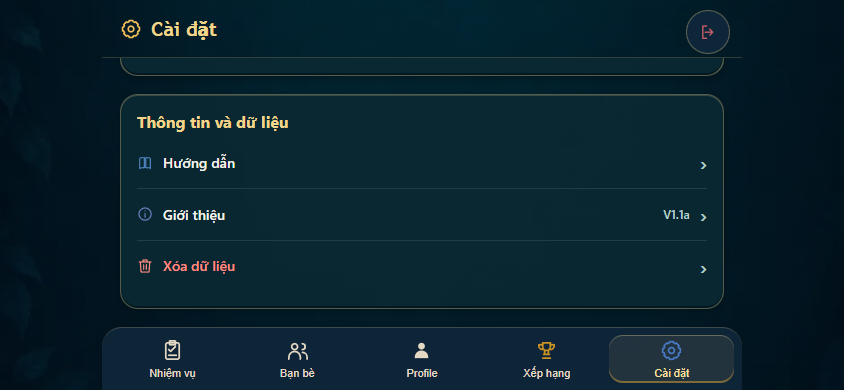 Cài đặt
Thông tin và dữ liệu
Hướng dẫn
Giới thiệu V1.1a
Xóa dữ liệu
Nhiệm vụ Bạn bè Profile Xếp hạng Cài đặt